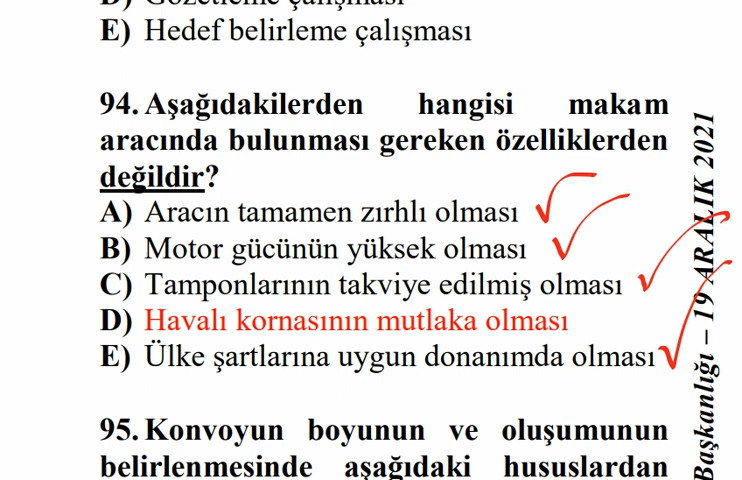 E) Hedef belirleme çalışması
94. Aşağıdakilerden hangisi makam
aracında bulunması gereken özelliklerden
değildir?
A) Aracın tamamen zırhlı olması
B) Motor gücünün yüksek olması
C) Tamponlarının takviye edilmiş olması
D) Havalı kornasının mutlaka olması
E) Ülke şartlarına uygun donanımda olması
95. Konvoyun boyunun ve oluşumunun
belirlenmesinde aşağıdaki hususlardan
Başkanlığı – 19 ARALIK 2021